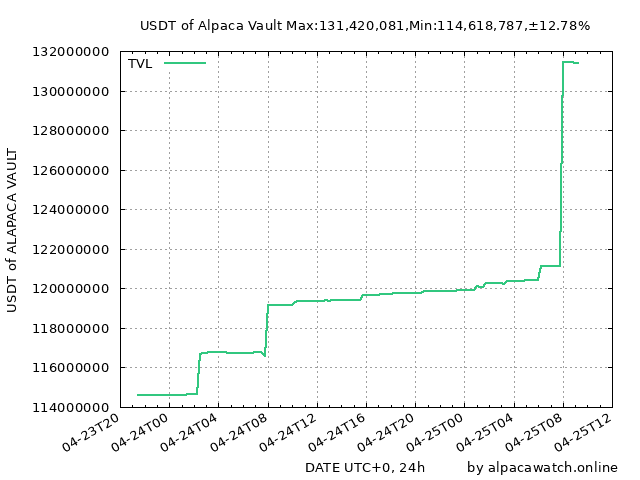 USDT of Alpaca Vault Max:131,420,081,Min:114,618,787,±12.78%
TVL
132000000
130000000
128000000
126000000
124000000
122000000
120000000
118000000
116000000
114000000
USDT of ALAPACA VAULT
04-23T20
04-24T00
04-24T04
04-24T08
04-24T12
04-24T16
04-24T20
04-25T00
04-25T04
04-25T08
04-25T12
DATE UTC+0, 24h
by alpacawatch.online